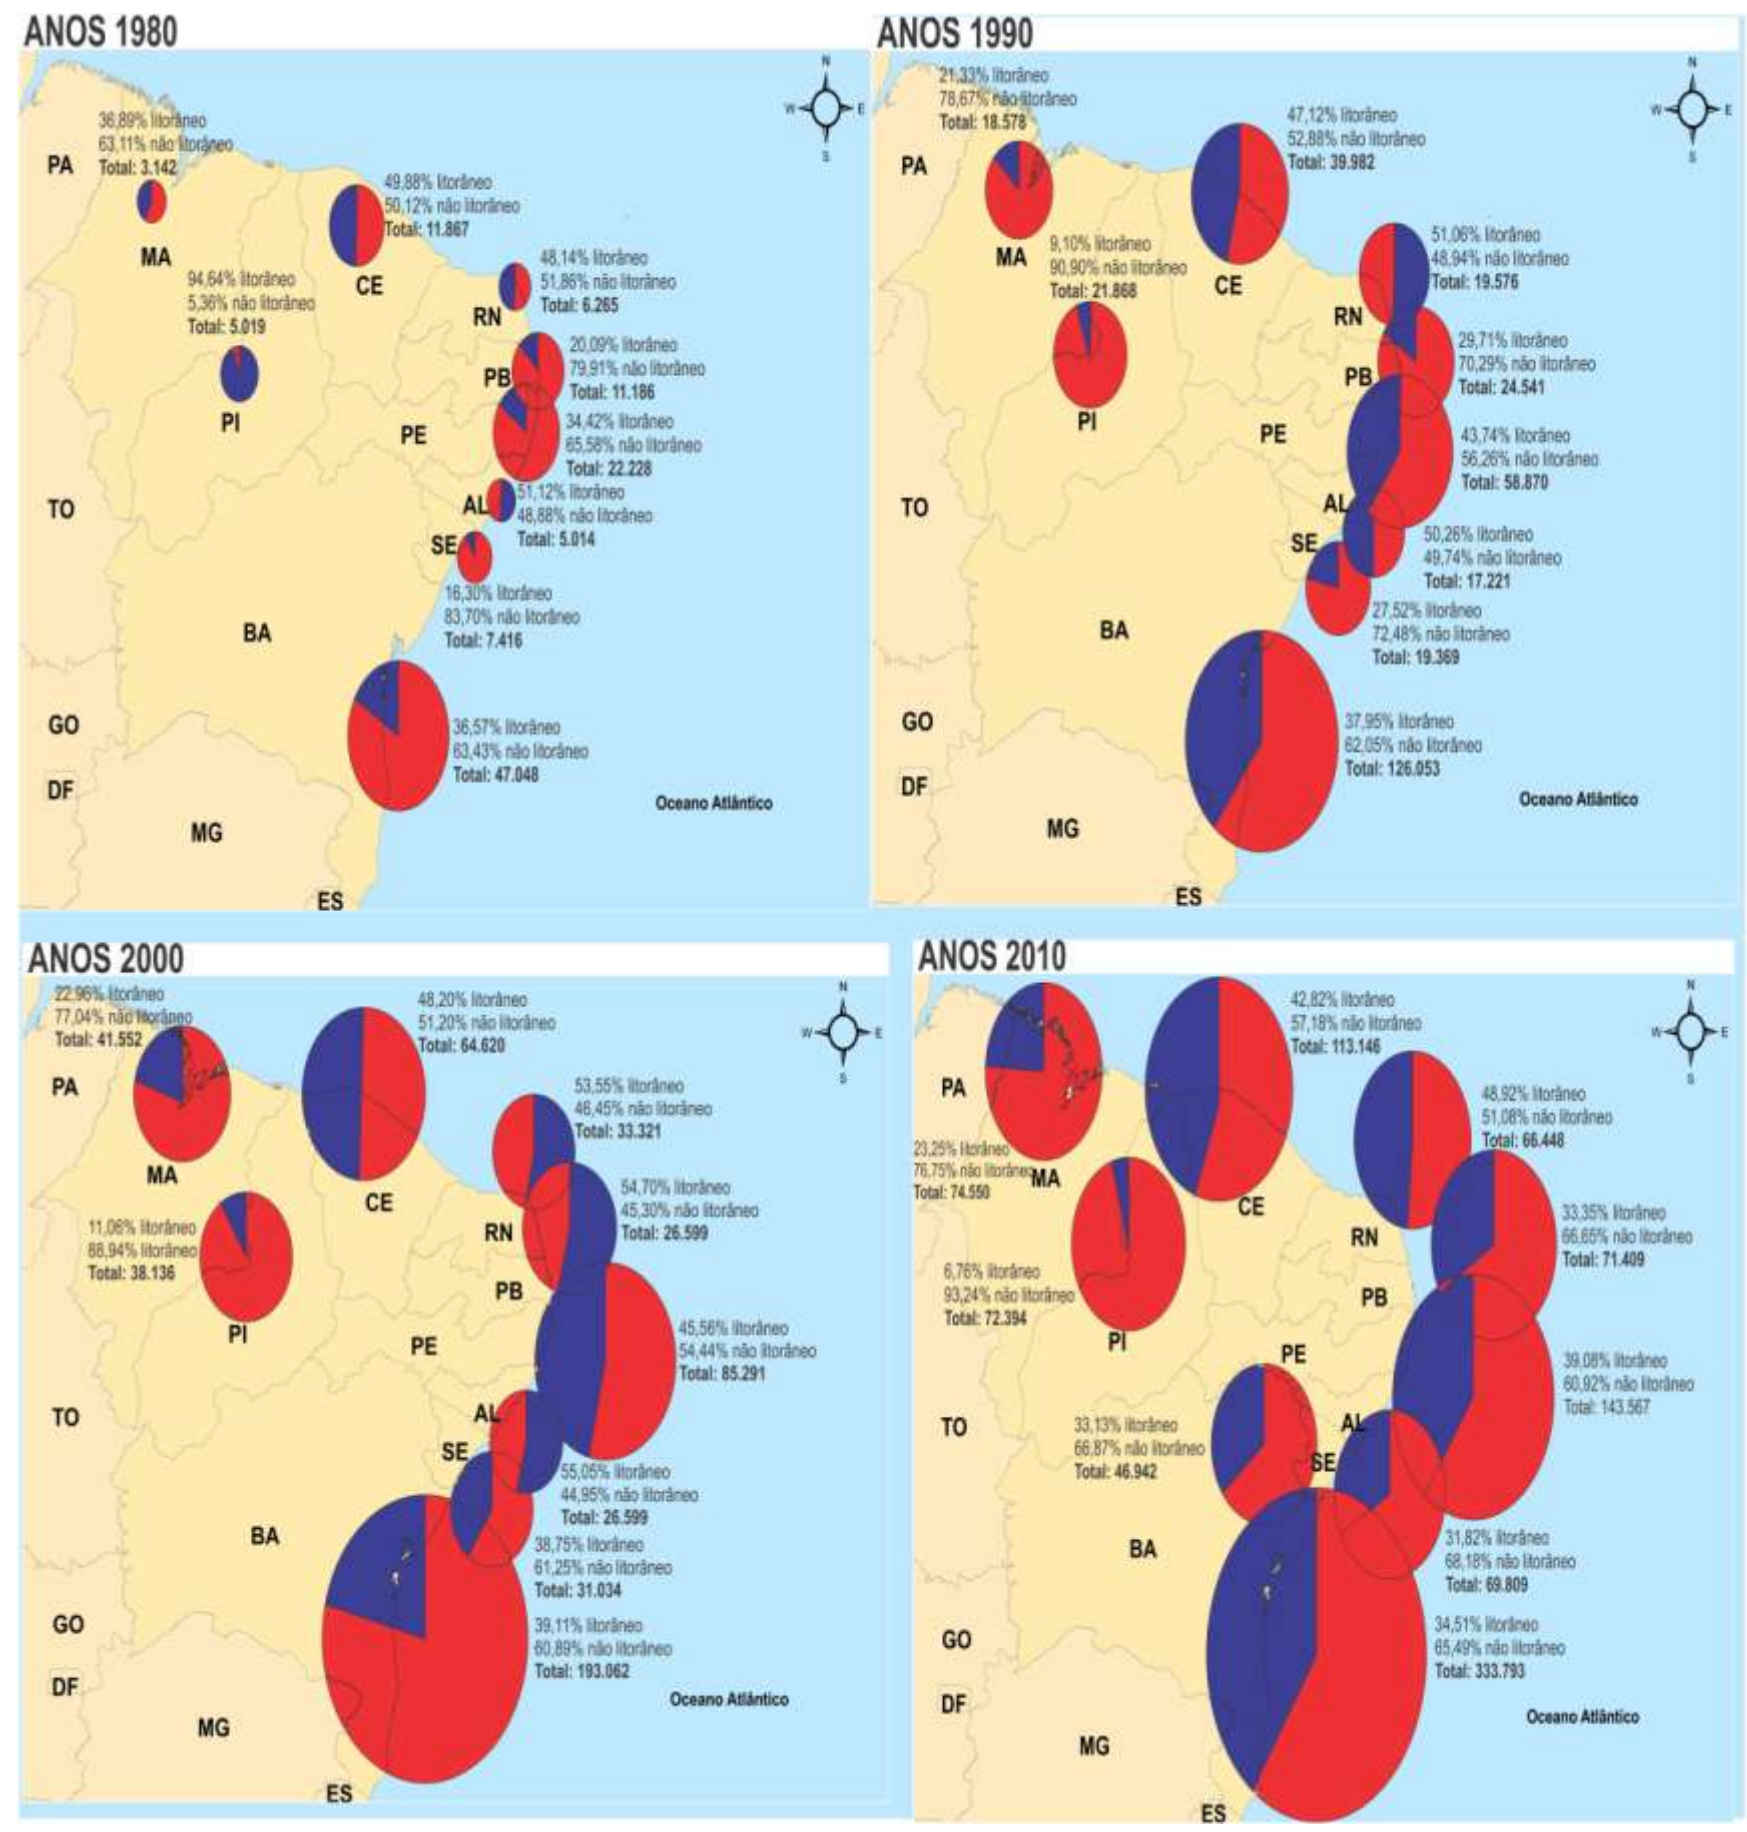 ANOS 1980
N
W
E
S
36,89% litorâneo
63,11% não litorâneo
Total: 3.142
PA
MA
49,88% litorâneo
50,12% não litorâneo
Total: 11.867
CE
94,64% litorâneo
5,36% não litorâneo
Total: 5.019
PI
48,14% litorâneo
51,86% não litorâneo
Total: 6.265
RN
20,09% litorâneo
79,91% não litorâneo
Total: 11.186
PB
34,42% litorâneo
65,58% não litorâneo
Total: 22.228
PE
AL
51,12% litorâneo
48,88% não litorâneo
Total: 5.014
TO
SE
16,30% litorâneo
83,70% não litorâneo
Total: 7.416
BA
36,57% litorâneo
63,43% não litorâneo
Total: 47.048
GO
DF
MG
Oceano Atlântico
ES
ANOS 1990
N
W
E
S
21,33% litorâneo
78,67% não litorâneo
Total: 18.578
PA
MA
47,12% litorâneo
52,88% não litorâneo
Total: 39.982
CE
9,10% litorâneo
90,90% não litorâneo
Total: 21.868
PI
51,06% litorâneo
48,94% não litorâneo
Total: 19.576
RN
29,71% litorâneo
70,29% não litorâneo
Total: 24.541
PB
43,74% litorâneo
56,26% não litorâneo
Total: 58.870
PE
AL
50,26% litorâneo
49,74% não litorâneo
Total: 17.221
TO
SE
27,52% litorâneo
72,48% não litorâneo
Total: 19.369
BA
37,95% litorâneo
62,05% não litorâneo
Total: 126.053
GO
DF
MG
Oceano Atlântico
ES
ANOS 2000
N
W
E
S
22,96% litorâneo
77,04% não litorâneo
Total: 41.552
PA
MA
48,20% litorâneo
51,20% não litorâneo
Total: 64.620
CE
53,55% litorâneo
46,45% não litorâneo
Total: 33.321
RN
11,06% litorâneo
88,94% litorâneo
Total: 38.136
PI
54,70% litorâneo
45,30% não litorâneo
Total: 26.599
PB
45,56% litorâneo
54,44% não litorâneo
Total: 85.291
PE
TO
AL
SE
55,05% litorâneo
44,95% não litorâneo
Total: 26.599
BA
38,75% litorâneo
61,25% não litorâneo
Total: 31.034
39,11% litorâneo
60,89% não litorâneo
Total: 193.062
GO
DF
MG
Oceano Atlântico
ES
ANOS 2010
N
W
E
S
42,82% litorâneo
57,18% não litorâneo
Total: 113.146
PA
CE
23,25% litorâneo
76,75% não litorâneo
Total: 74.550
MA
48,92% litorâneo
51,08% não litorâneo
Total: 66.448
RN
6,76% litorâneo
93,24% não litorâneo
Total: 72.394
PI
33,35% litorâneo
66,65% não litorâneo
Total: 71.409
PB
39,08% litorâneo
60,92% não litorâneo
Total: 143.567
PE
33,13% litorâneo
66,87% não litorâneo
Total: 46.942
TO
AL
SE
31,82% litorâneo
68,18% não litorâneo
Total: 69.809
BA
34,51% litorâneo
65,49% não litorâneo
Total: 333.793
GO
DF
MG
Oceano Atlântico
ES